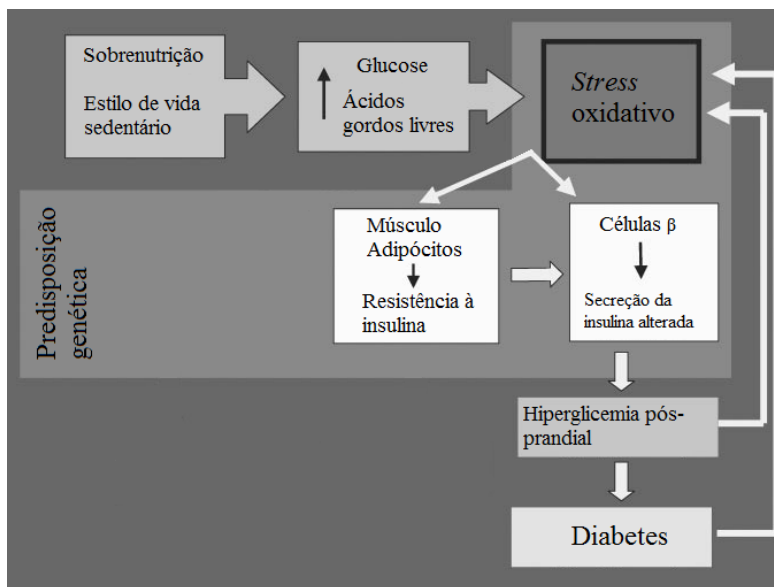 Sobrenutrição
Estilo de vida
sedentário
Glucose
Ácidos
gordos livres
Stress
oxidativo
Predisposição
genética
Músculo
Adipócitos
Resistência à
insulina
Células β
Secreção da
insulina alterada
Hiperglicemia pós-
prandial
Diabetes